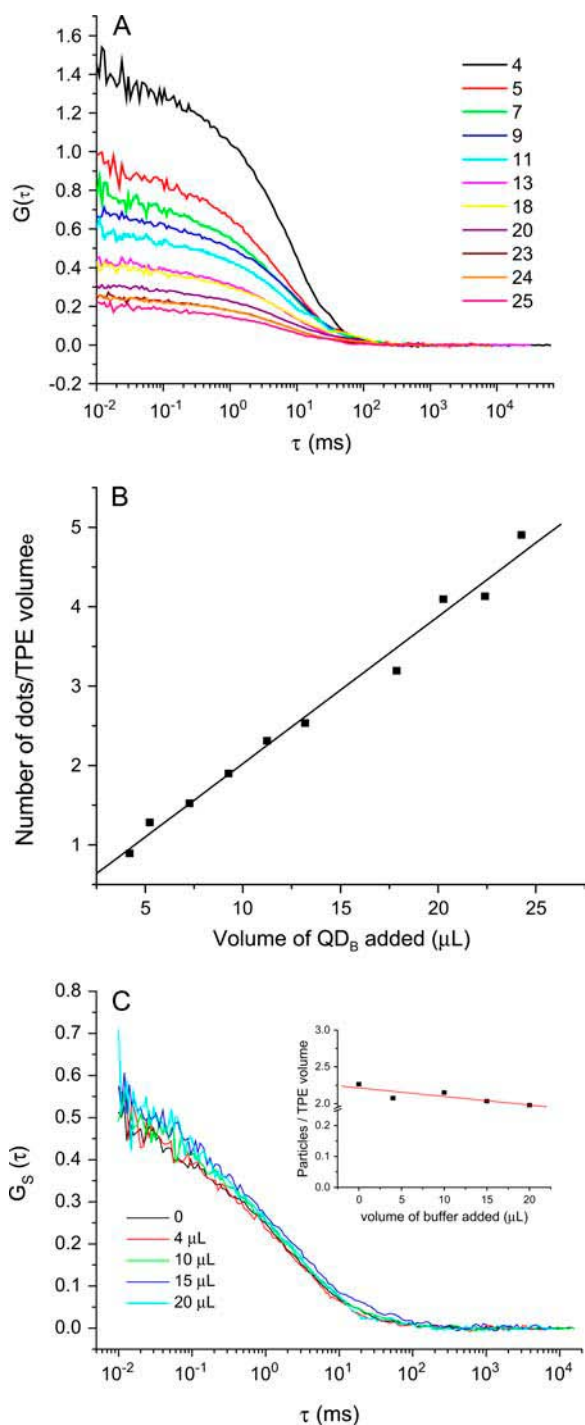 A
1.6
1.4
1.2
1.0
0.8
0.6
0.4
0.2
0.0
-0.2
G(τ)
4
5
7
9
11
13
18
20
23
24
25
10⁻² 10⁻¹ 10⁰ 10¹ 10² 10³ 10⁴
τ (ms)
B
5
4
3
2
1
Number of dots/TPE volumee
5 10 15 20 25
Volume of QD_B added (μL)
C
0.8
0.7
0.6
0.5
0.4
0.3
0.2
0.1
0.0
G_S (τ)
0
4 μL
10 μL
15 μL
20 μL
3.0
2.5
2.0
0.2
0.1
0.0
Particles / TPE volume
0 5 10 15 20
volume of buffer added (μL)
10⁻² 10⁻¹ 10⁰ 10¹ 10² 10³ 10⁴
τ (ms)